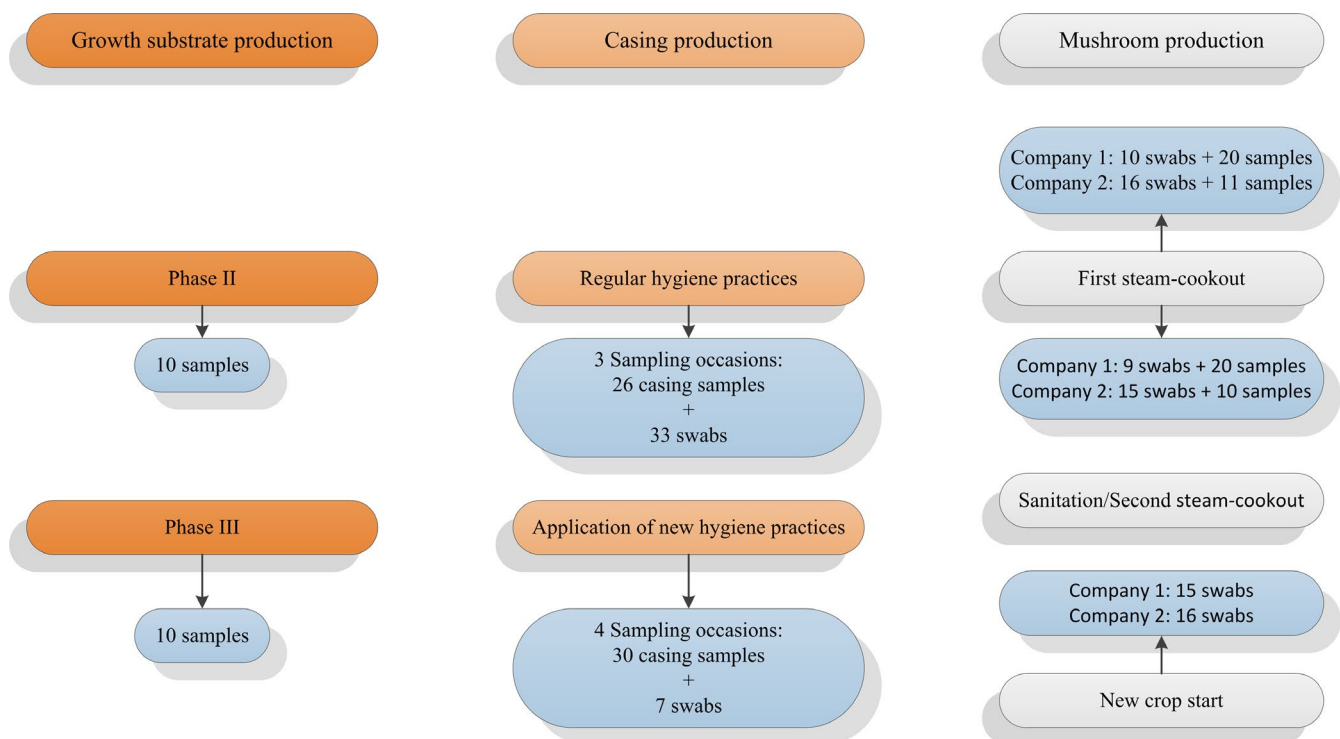 Growth substrate production
Casing production
Mushroom production
Company 1: 10 swabs + 20 samples
Company 2: 16 swabs + 11 samples
Phase II
Regular hygiene practices
First steam-cookout
10 samples
3 Sampling occasions:
26 casing samples
+
33 swabs
Company 1: 9 swabs + 20 samples
Company 2: 15 swabs + 10 samples
Phase III
Application of new hygiene practices
Sanitation/Second steam-cookout
10 samples
4 Sampling occasions:
30 casing samples
+
7 swabs
Company 1: 15 swabs
Company 2: 16 swabs
New crop start